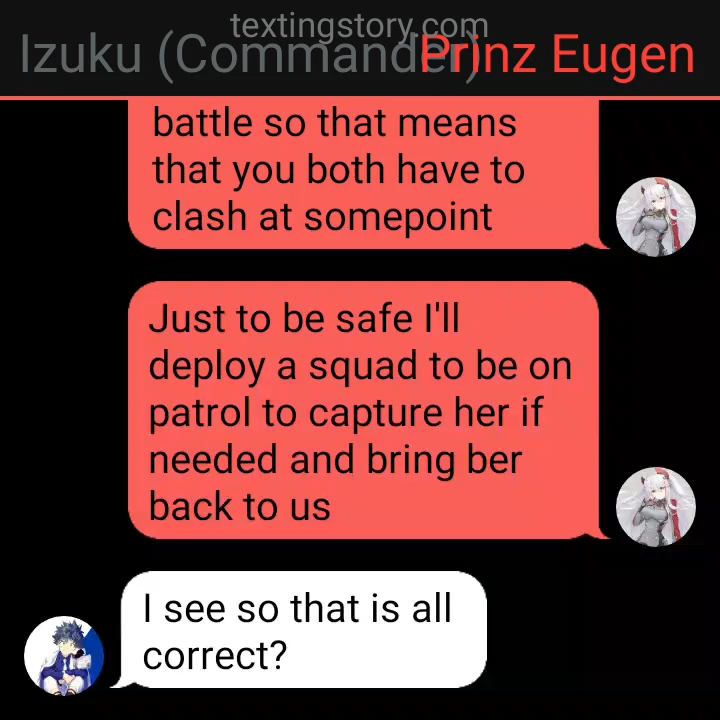 textingstory.com
Izuku (Commander)
Prinz Eugen
battle so that means
that you both have to
clash at somepoint
Just to be safe I'll
deploy a squad to be on
patrol to capture her if
needed and bring ber
back to us
I see so that is all
correct?